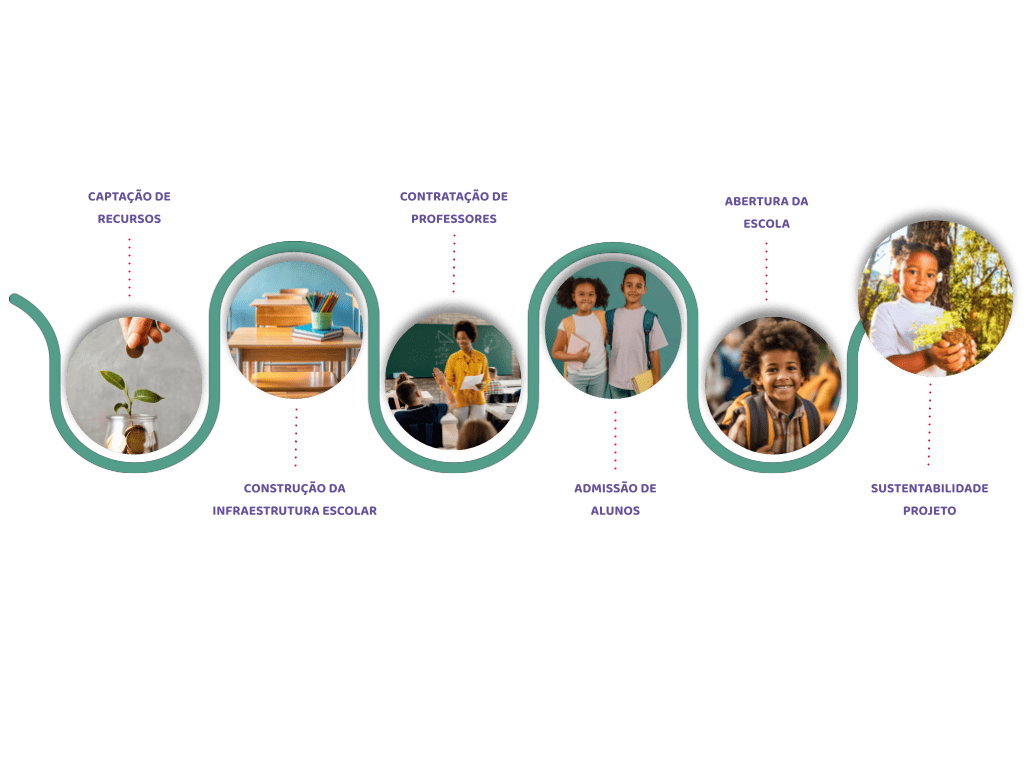 CAPTAÇÃO DE
RECURSOS
CONSTRUÇÃO DA
INFRAESTRUTURA ESCOLAR
CONTRATAÇÃO DE
PROFESSORES
ADMISSÃO DE
ALUNOS
ABERTURA DA
ESCOLA
SUSTENTABILIDADE
PROJETO